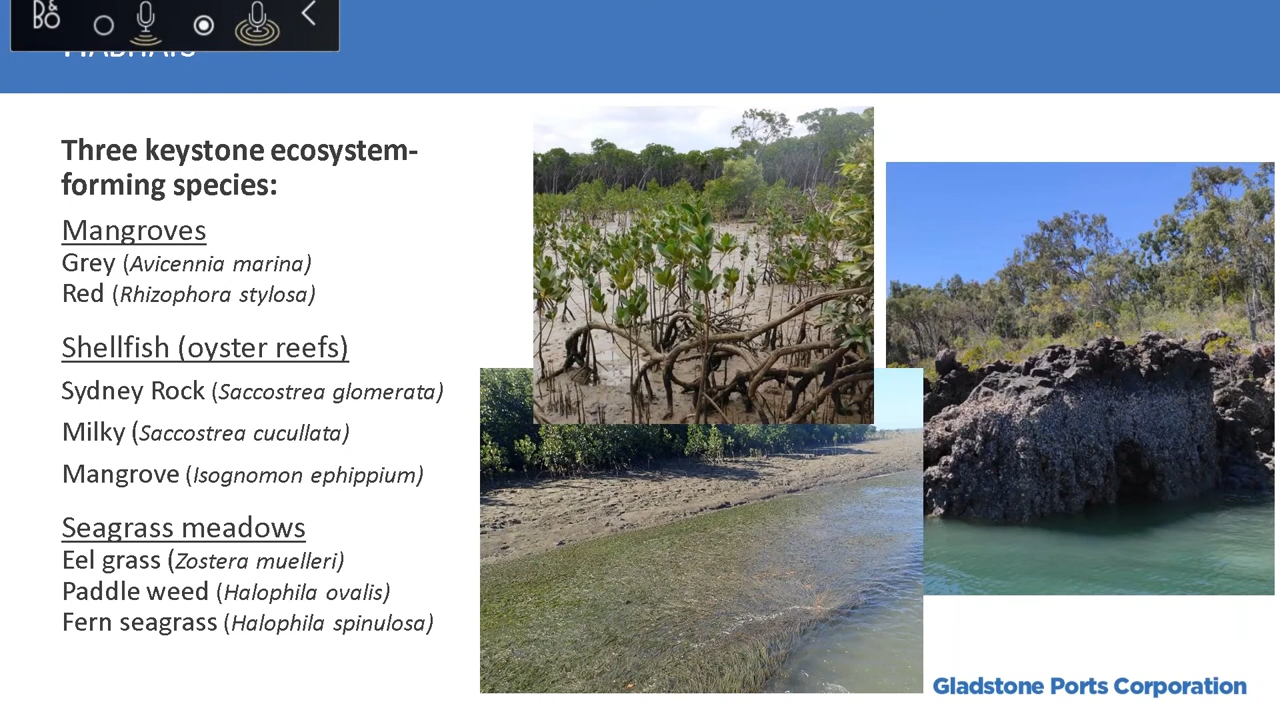 B&O
Three keystone ecosystem-
forming species:
Mangroves
Grey (Avicennia marina)
Red (Rhizophora stylosa)
Shellfish (oyster reefs)
Sydney Rock (Saccostrea glomerata)
Milky (Saccostrea cucullata)
Mangrove (Isognomon ephippium)
Seagrass meadows
Eel grass (Zostera muelleri)
Paddle weed (Halophila ovalis)
Fern seagrass (Halophila spinulosa)
Gladstone Ports Corporation